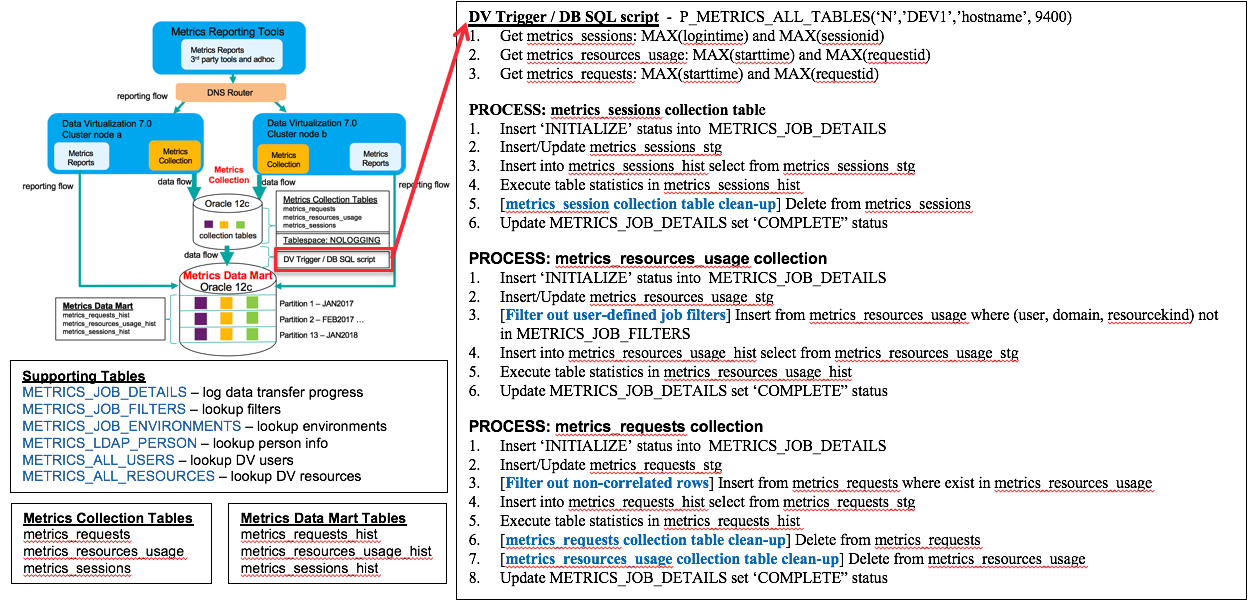 Metrics Reporting Tools
Metrics Reports
3rd party tools and adhoc
reporting flow
DNS Router
Data Virtualization 7.0
Cluster node a
Metrics
Reports
Metrics
Collection
Data Virtualization 7.0
Cluster node b
Metrics
Collection
Metrics
Reports
reporting flow
data flow
Metrics
Collection
data flow
reporting flow
Oracle 12c
collection tables
Metrics Collection Tables
metrics_requests
metrics_resources_usage
metrics_sessions
Tablespace: NOLOGGING
DV Trigger / DB SQL script
data flow
Metrics Data Mart
Oracle 12c
Partition 1 – JAN2017
Partition 2 – FEB2017 …
Partition 13 – JAN2018
Metrics Data Mart
metrics_requests_hist
metrics_resources_usage_hist
metrics_sessions_hist
Supporting Tables
METRICS_JOB_DETAILS – log data transfer progress
METRICS_JOB_FILTERS – lookup filters
METRICS_JOB_ENVIRONMENTS – lookup environments
METRICS_LDAP_PERSON – lookup person info
METRICS_ALL_USERS – lookup DV users
METRICS_ALL_RESOURCES – lookup DV resources
Metrics Collection Tables
metrics_requests
metrics_resources_usage
metrics_sessions
Metrics Data Mart Tables
metrics_requests_hist
metrics_resources_usage_hist
metrics_sessions_hist
DV Trigger / DB SQL script - P_METRICS_ALL_TABLES(‘N’,’DEV1’,’hostname’, 9400)
1. Get metrics_sessions: MAX(logintime) and MAX(sessionid)
2. Get metrics_resources_usage: MAX(starttime) and MAX(requestid)
3. Get metrics_requests: MAX(starttime) and MAX(requestid)
PROCESS: metrics_sessions collection table
1. Insert ‘INITIALIZE’ status into METRICS_JOB_DETAILS
2. Insert/Update metrics_sessions_stg
3. Insert into metrics_sessions_hist select from metrics_sessions_stg
4. Execute table statistics in metrics_sessions_hist
5. [metrics_session collection table clean-up] Delete from metrics_sessions
6. Update METRICS_JOB_DETAILS set ‘COMPLETE” status
PROCESS: metrics_resources_usage collection
1. Insert ‘INITIALIZE’ status into METRICS_JOB_DETAILS
2. Insert/Update metrics_resources_usage_stg
3. [Filter out user-defined job filters] Insert from metrics_resources_usage where (user, domain, resourcekind) not
in METRICS_JOB_FILTERS
4. Insert into metrics_resources_usage_hist select from metrics_resources_usage_stg
5. Execute table statistics in metrics_resources_usage_hist
6. Update METRICS_JOB_DETAILS set ‘COMPLETE” status
PROCESS: metrics_requests collection
1. Insert ‘INITIALIZE’ status into METRICS_JOB_DETAILS
2. Insert/Update metrics_requests_stg
3. [Filter out non-correlated rows] Insert from metrics_requests where exist in metrics_resources_usage
4. Insert into metrics_requests_hist select from metrics_requests_stg
5. Execute table statistics in metrics_requests_hist
6. [metrics_requests collection table clean-up] Delete from metrics_requests
7. [metrics_resources_usage collection table clean-up] Delete from metrics_resources_usage
8. Update METRICS_JOB_DETAILS set ‘COMPLETE” status